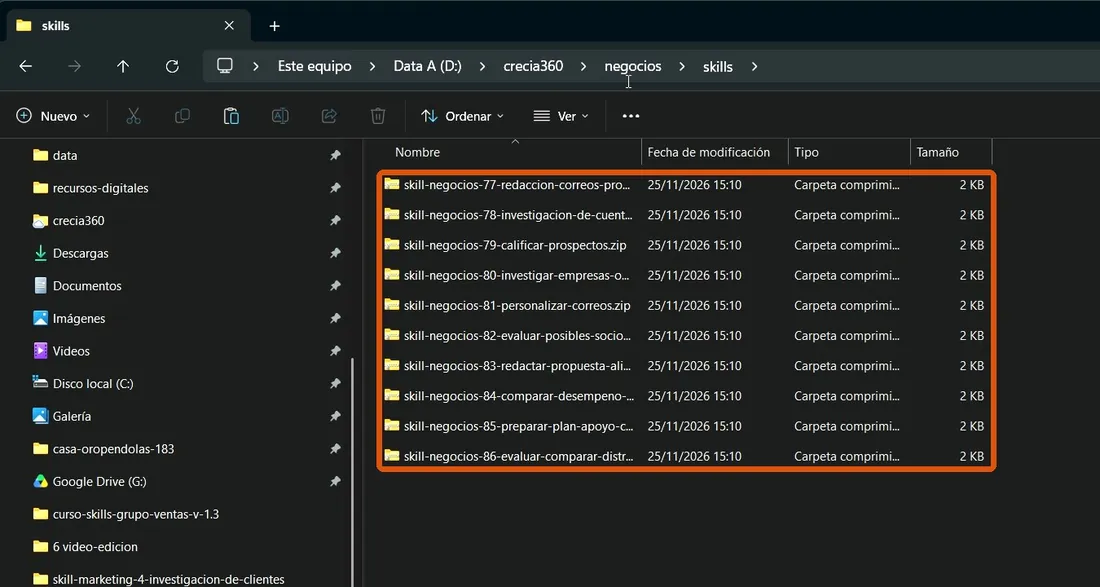 skills
Este equipo > Data A (D:) > crecia360 > negocios > skills >
Nuevo Ordenar Ver ...
data
recursos-digitales
crecia360
Descargas
Documentos
Imágenes
Videos
Disco local (C:)
Galería
casa-oropendolas-183
Google Drive (G:)
curso-skills-grupo-ventas-v-1.3
6 video-edicion
skill-marketing-4-investigacion-de-clientes
Nombre Fecha de modificación Tipo Tamaño
skill-negocios-77-redaccion-correos-pro... 25/11/2026 15:10 Carpeta comprimi... 2 KB
skill-negocios-78-investigacion-de-cuent... 25/11/2026 15:10 Carpeta comprimi... 2 KB
skill-negocios-79-calificar-prospectos.zip 25/11/2026 15:10 Carpeta comprimi... 2 KB
skill-negocios-80-investigar-empresas-o... 25/11/2026 15:10 Carpeta comprimi... 2 KB
skill-negocios-81-personalizar-correos.zip 25/11/2026 15:10 Carpeta comprimi... 2 KB
skill-negocios-82-evaluar-posibles-socio... 25/11/2026 15:10 Carpeta comprimi... 2 KB
skill-negocios-83-redactar-propuesta-ali... 25/11/2026 15:10 Carpeta comprimi... 2 KB
skill-negocios-84-comparar-desempeno-... 25/11/2026 15:10 Carpeta comprimi... 2 KB
skill-negocios-85-preparar-plan-apoyo-c... 25/11/2026 15:10 Carpeta comprimi... 2 KB
skill-negocios-86-evaluar-comparar-distr... 25/11/2026 15:10 Carpeta comprimi... 2 KB